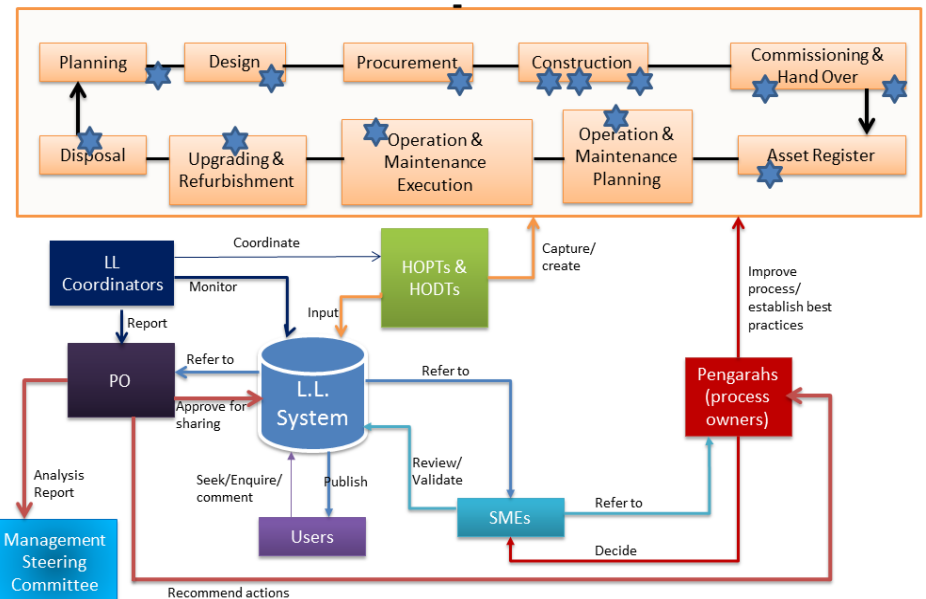 Planning
Design
Procurement
Construction
Commissioning &
Hand Over
Disposal
Upgrading &
Refurbishment
Operation &
Maintenance
Execution
Operation &
Maintenance
Planning
Asset Register
LL
Coordinators
Coordinate
Monitor
HOPTs &
HODTs
Capture/
create
Improve
process/
establish best
practices
Input
Report
PO
Refer to
Approve for
sharing
L.L.
System
Refer to
Pengarahs
(process
owners)
Analysis
Report
Seek/Enquire/
comment
Publish
Review/
Validate
SMEs
Refer to
Users
Decide
Management
Steering
Committee
Recommend actions